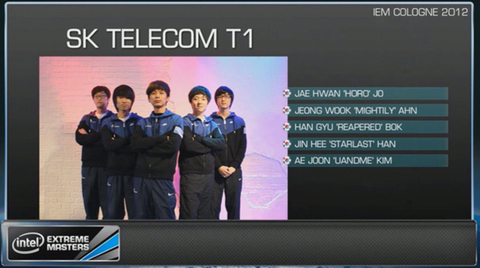 IEM COLOGNE 2012
SK TELECOM T1
JAE HWAN 'HORO' JO
JEONG WOOK 'MIGHTILY' AHN
HAN GYU 'REAPERED' BOK
JIN HEE 'STARLAST' HAN
AE JOON 'UANDME' KIM
intel EXTREME
MASTERS